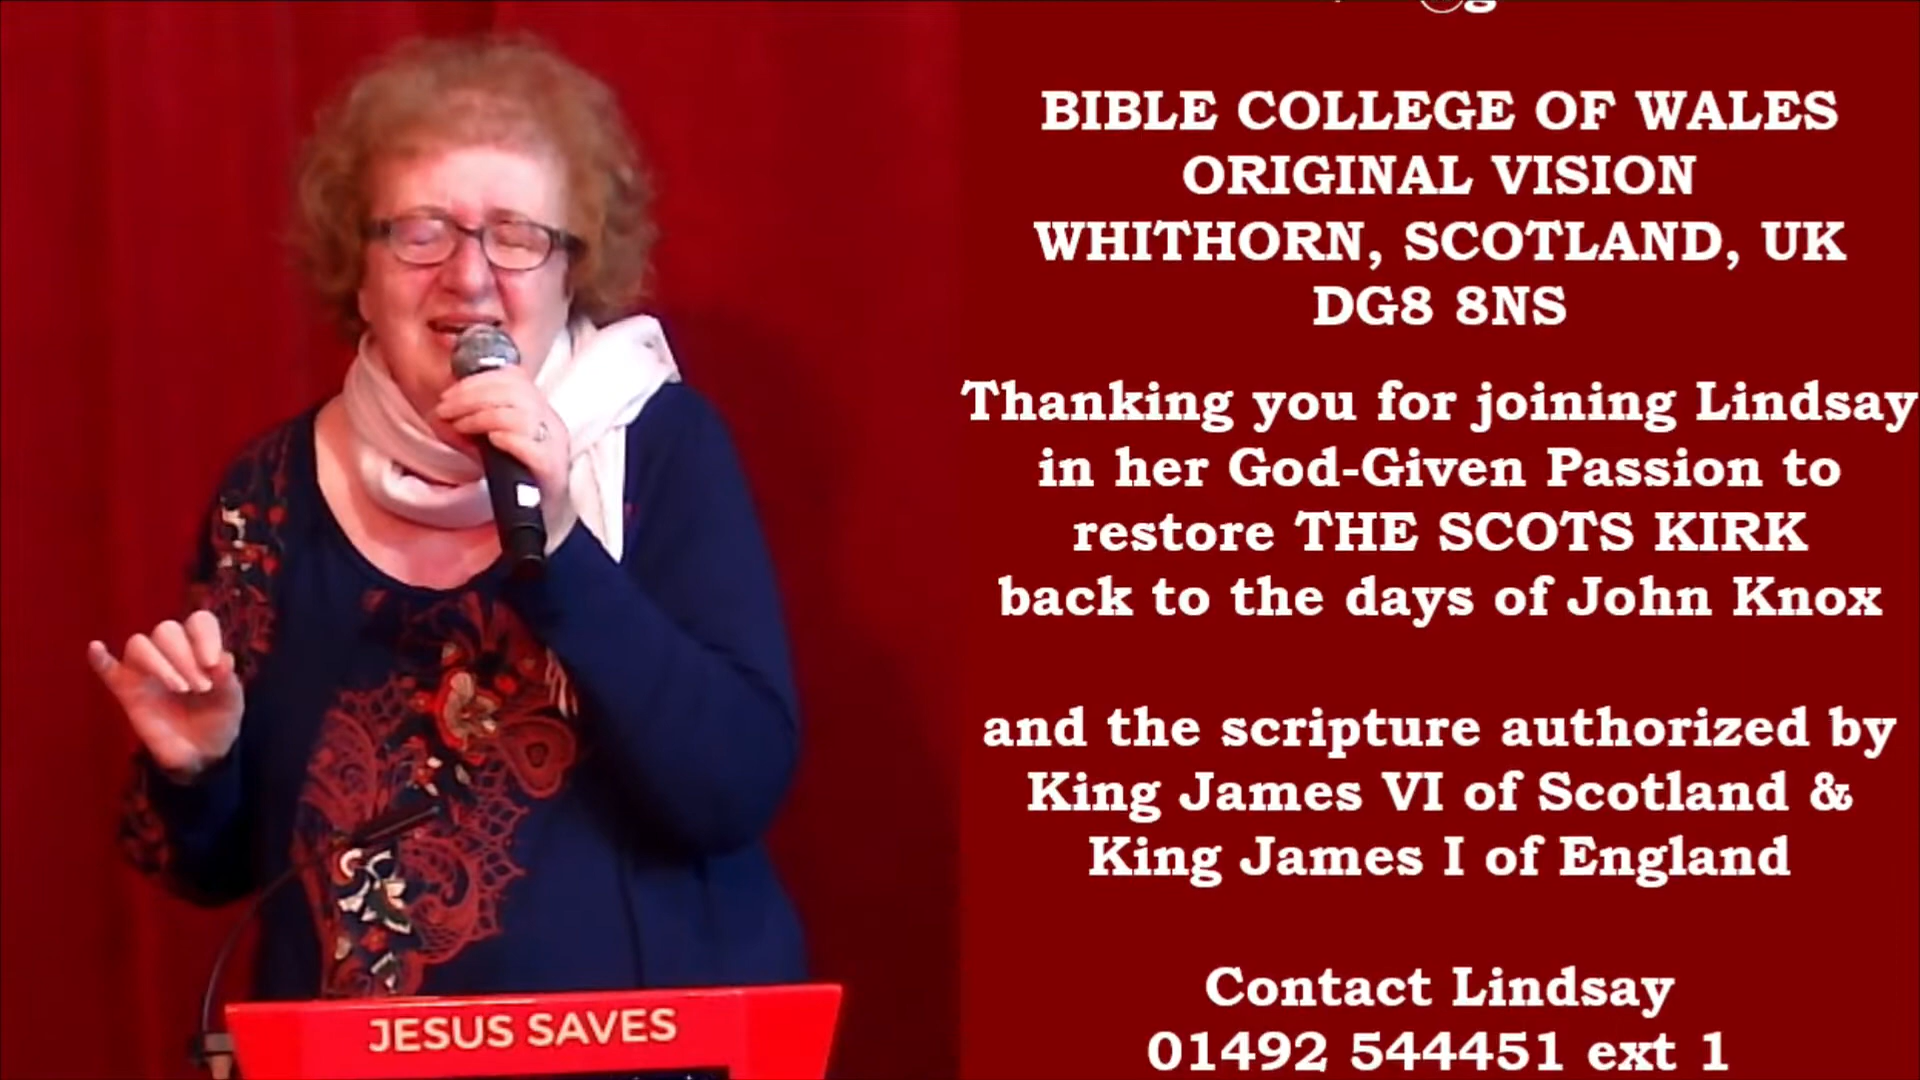 BIBLE COLLEGE OF WALES
ORIGINAL VISION
WHITHORN, SCOTLAND, UK
DG8 8NS
Thanking you for joining Lindsay
in her God-Given Passion to
restore THE SCOTS KIRK
back to the days of John Knox
and the scripture authorized by
King James VI of Scotland &
King James I of England
Contact Lindsay
01492 544451 ext 1
JESUS SAVES